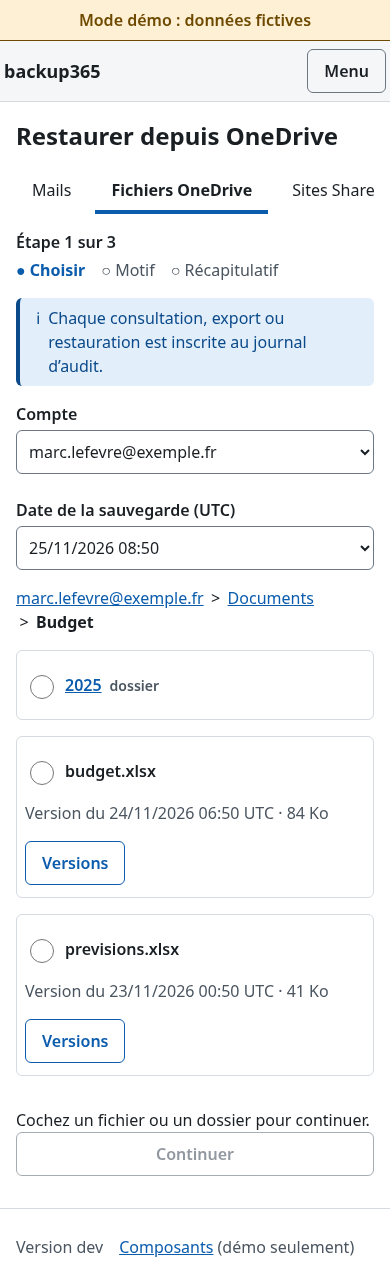 Mode démo : données fictives
backup365
Menu
Restaurer depuis OneDrive
Mails
Fichiers OneDrive
Sites Share
Étape 1 sur 3
● Choisir ○ Motif ○ Récapitulatif
i Chaque consultation, export ou
restauration est inscrite au journal
d’audit.
Compte
marc.lefevre@exemple.fr
Date de la sauvegarde (UTC)
25/11/2026 08:50
marc.lefevre@exemple.fr > Documents
> Budget
2025 dossier
budget.xlsx
Version du 24/11/2026 06:50 UTC · 84 Ko
Versions
previsions.xlsx
Version du 23/11/2026 00:50 UTC · 41 Ko
Versions
Cochez un fichier ou un dossier pour continuer.
Continuer
Version dev Composants (démo seulement)